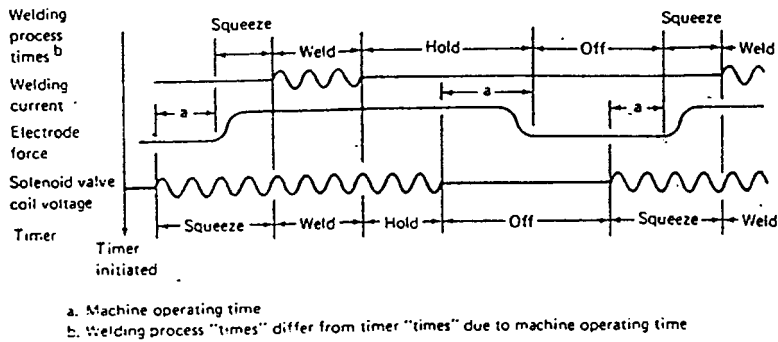 Squeeze
Welding process times b
Weld
Hold
Off
Squeeze
Weld
Welding current
a
a
a
Electrode force
Solenoid valve coil voltage
Timer
Squeeze
Weld
Hold
Off
Squeeze
Weld
Timer initiated
a. Machine operating time
b. Welding process "times" differ from timer "times" due to machine operating time